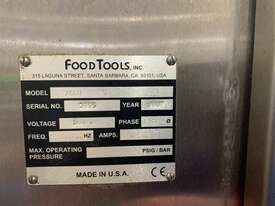 FOODTOOLS, INC.
315 LAGUNA STREET, SANTA BARBARA, CA 93101, USA
MODEL
SERIAL NO. YEAR
VOLTAGE PHASE Ø
FREQ. HZ AMPS.
MAX. OPERATING
PRESSURE PSIG / BAR
MADE IN U.S.A. CE